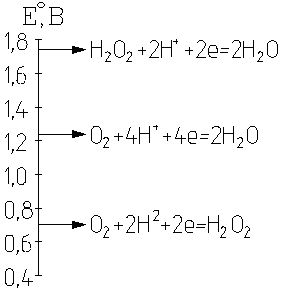 E°,B
1,8
H₂O₂+2H⁺+2e=2H₂O
1,6
1,4
O₂+4H⁺+4e=2H₂O
1,2
1,0
0,8
O₂+2H²+2e=H₂O₂
0,6
0,4